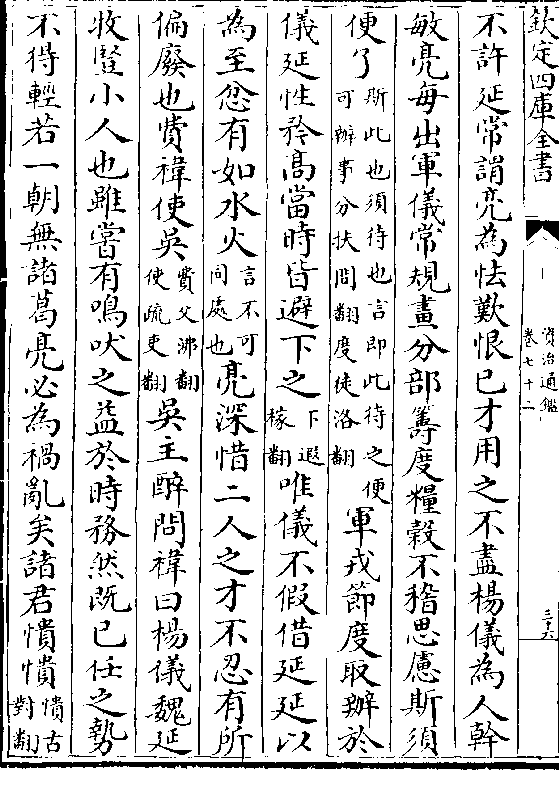 欽定四庫全書
資治通鑑
卷七十二
三十六
不許延常謂亮為怯歎恨已才用之不盡楊儀為人幹
敏亮每出軍儀常規畫分部籌度糧穀不稽思慮斯須
便了斯此也須待也言即此待之便可辦事分扶問翻度徒洛翻軍戎節度取辦於
儀延性矜髙當時皆避下之下遐稼翻唯儀不假借延延以
為至忿有如水火言不可同處也亮深惜二人之才不忍有所
偏廢也費禕使吳費父沸翻使疏吏翻吳主醉問禕曰楊儀魏延
牧豎小人也雖嘗有鳴吠之益於時務然既已任之勢
不得輕若一朝無諸葛亮必為禍亂矣諸君憒憒憒古對翻